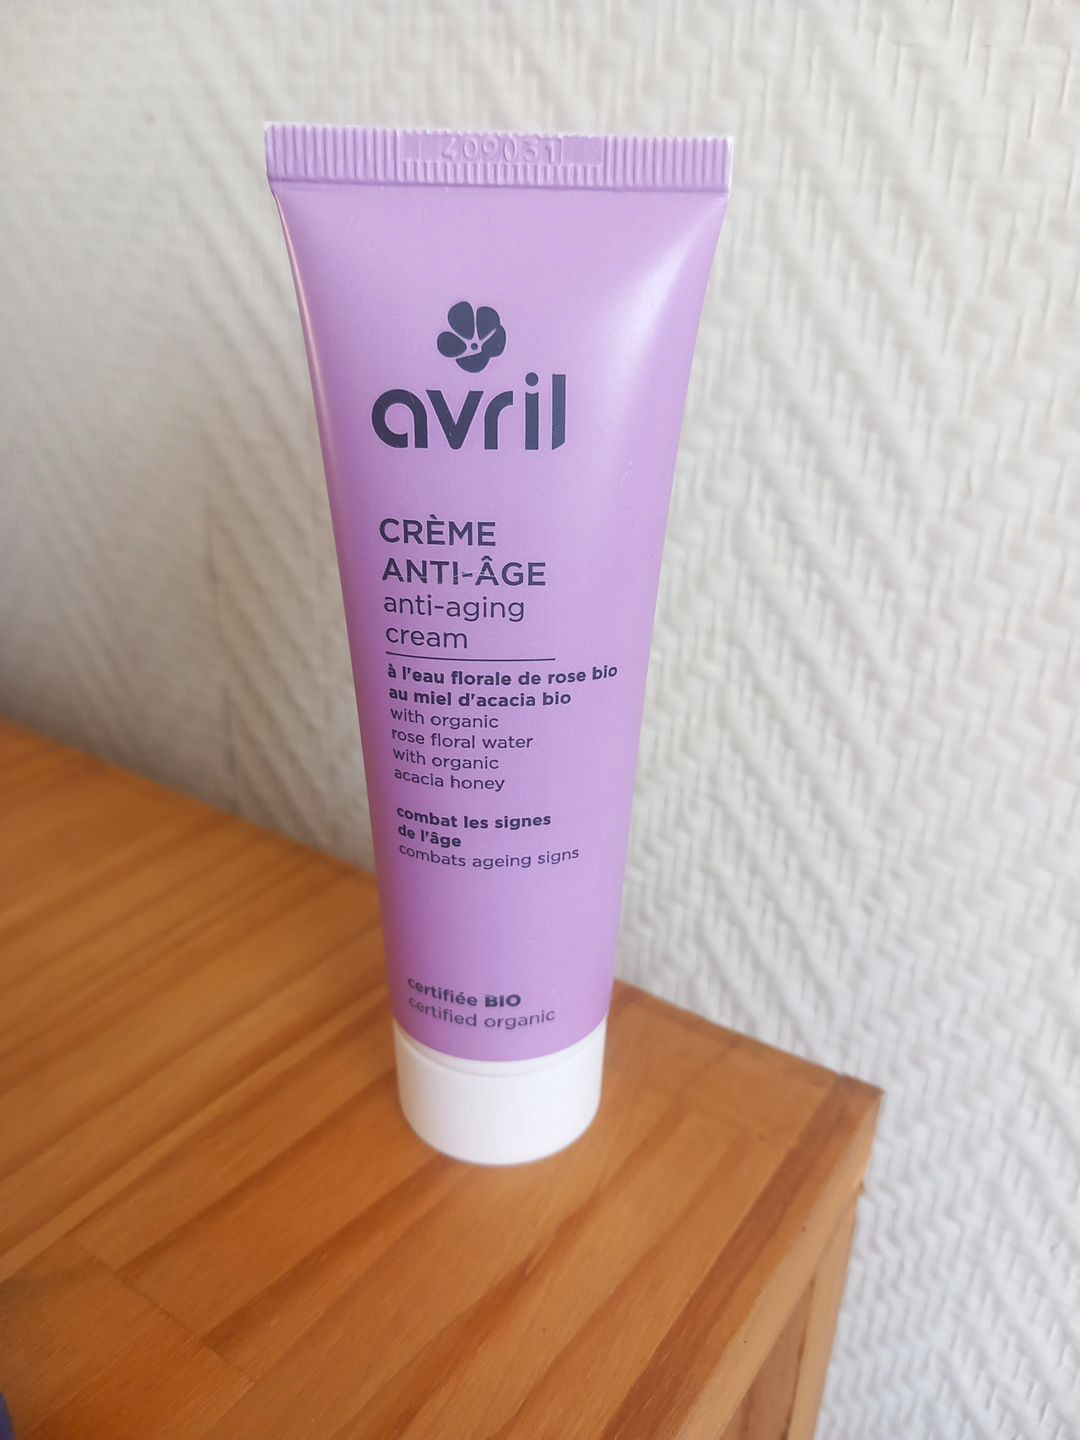 409031
avril
CRÈME
ANTI-ÂGE
anti-aging
cream
à l'eau florale de rose bio
au miel d'acacia bio
with organic
rose floral water
with organic
acacia honey
combat les signes
de l'âge
combats ageing signs
certifiée BIO
certified organic